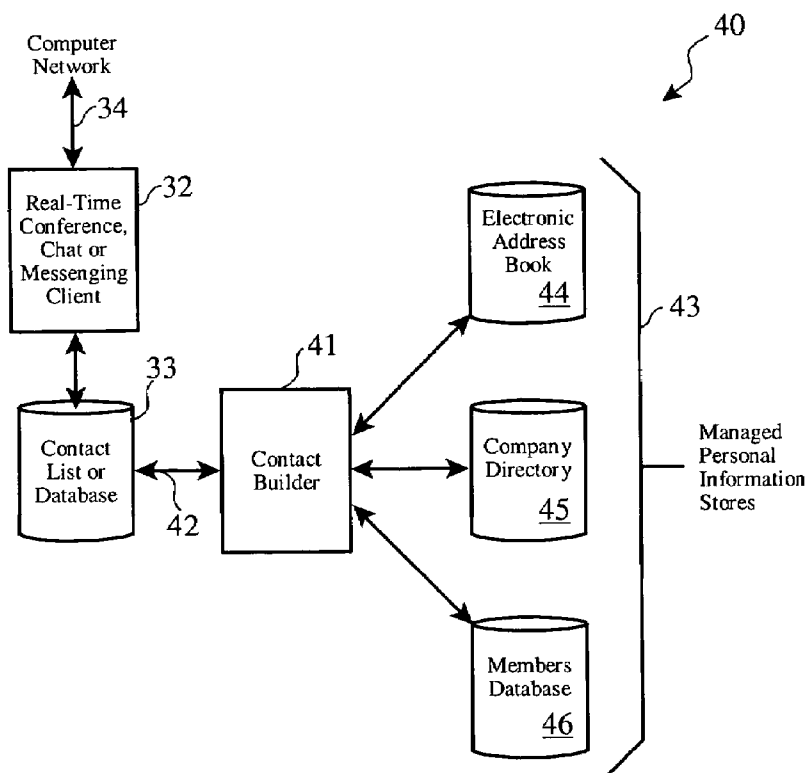 Computer
Network
34
40
32
Real-Time
Conference,
Chat or
Messenging
Client
33
Contact
List or
Database
42
41
Contact
Builder
Electronic
Address
Book
44
43
Company
Directory
45
Managed
Personal
Information
Stores
Members
Database
46